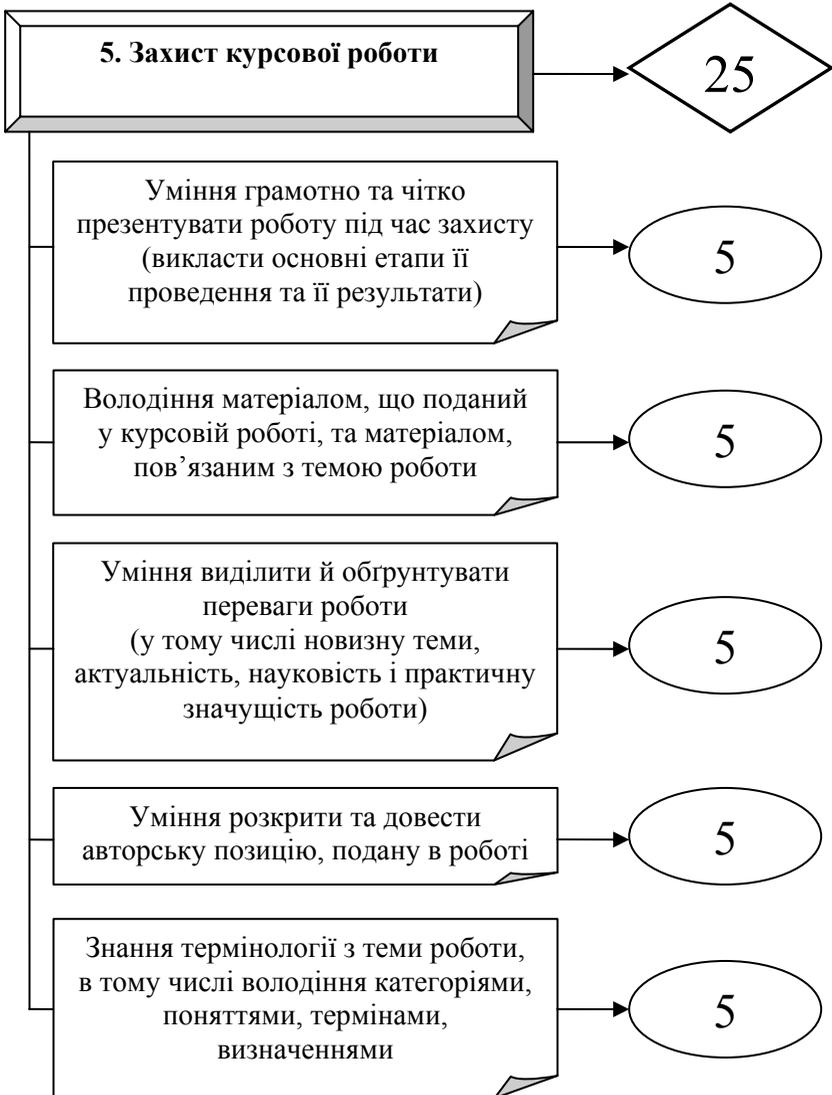 5. Захист курсової роботи
25
Уміння грамотно та чітко
презентувати роботу під час захисту
(викласти основні етапи її
проведення та її результати)
5
Володіння матеріалом, що поданий
у курсовій роботі, та матеріалом,
пов’язаним з темою роботи
5
Уміння виділити й обґрунтувати
переваги роботи
(у тому числі новизну теми,
актуальність, науковість і практичну
значущість роботи)
5
Уміння розкрити та довести
авторську позицію, подану в роботі
5
Знання термінології з теми роботи,
в тому числі володіння категоріями,
поняттями, термінами,
визначеннями
5